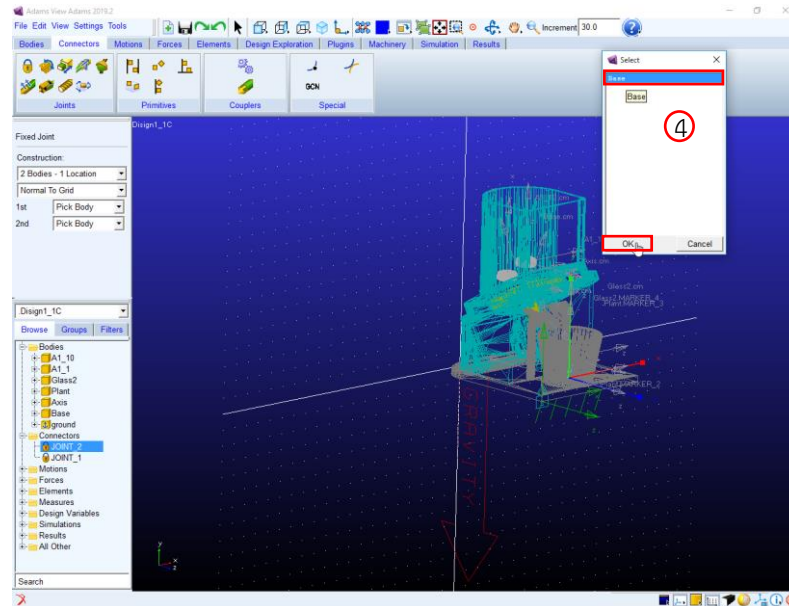 Adams View Adams 2019.2
File Edit View Settings Tools
Increment 30.0
Bodies Connectors Motions Forces Elements Design Exploration Plugins Machinery Simulation Results
GCN
Joints Primitives Couplers Special
Select
Base
Base
4
OK Cancel
Fixed Joint
Construction:
2 Bodies - 1 Location
Normal To Grid
1st Pick Body
2nd Pick Body
Disign1_1C
Glass2.cm
Glass2.MARKER_4
.Plant.MARKER_3
GRAVITY
y
x
z
.Disign1_1C
Browse Groups Filters
Bodies
A1_10
A1_1
Glass2
Plant
Axis
Base
ground
Connectors
JOINT_2
JOINT_1
Motions
Forces
Elements
Measures
Design Variables
Simulations
Results
All Other
Search